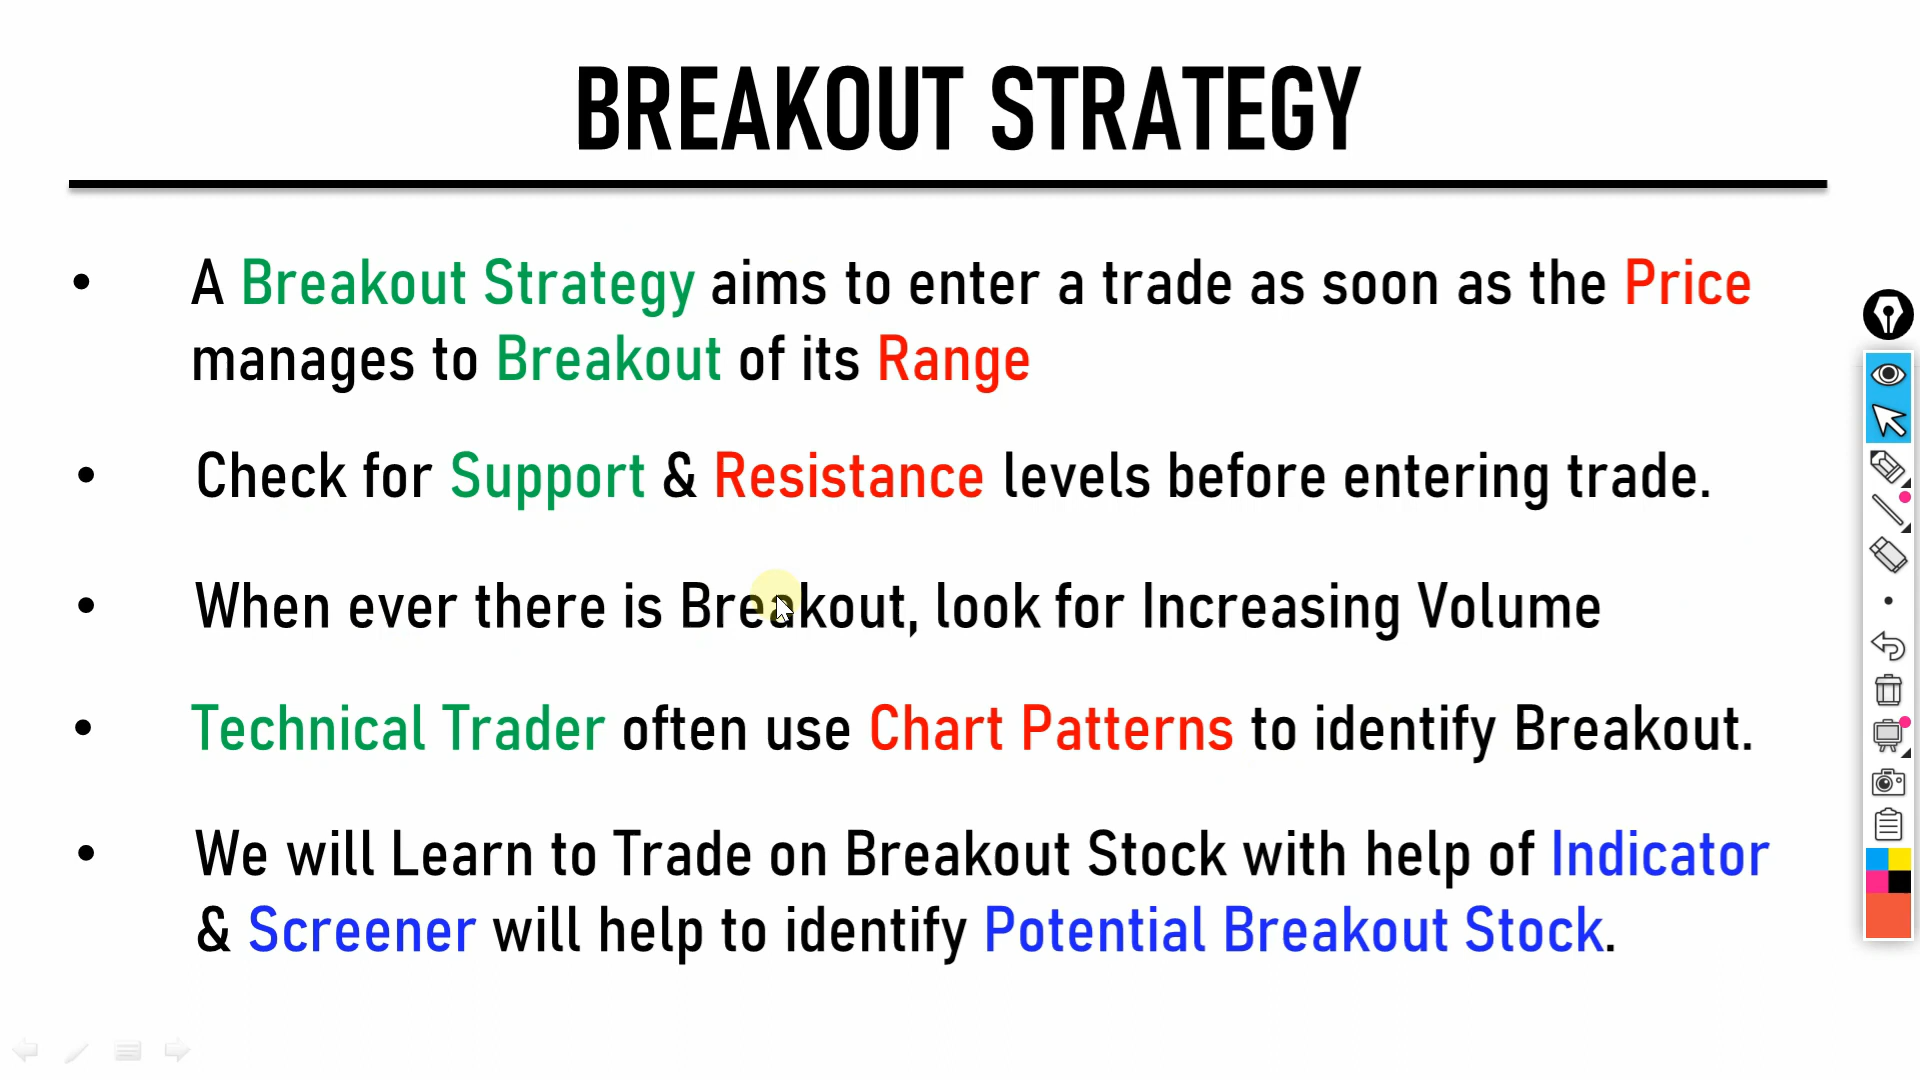 BREAKOUT STRATEGY
• A Breakout Strategy aims to enter a trade as soon as the Price
manages to Breakout of its Range
• Check for Support & Resistance levels before entering trade.
• When ever there is Breakout, look for Increasing Volume
• Technical Trader often use Chart Patterns to identify Breakout.
• We will Learn to Trade on Breakout Stock with help of Indicator
& Screener will help to identify Potential Breakout Stock.